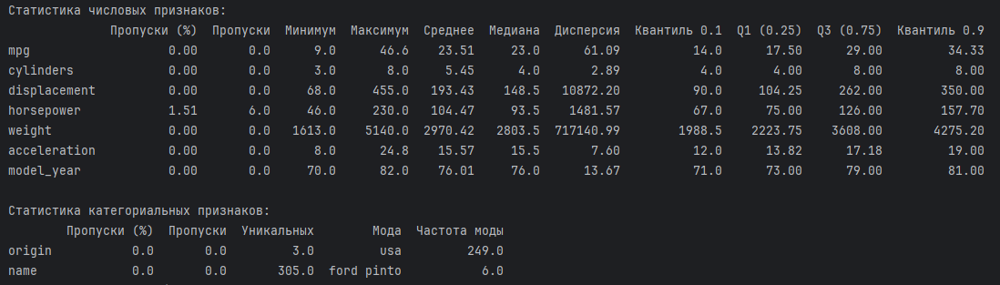 Статистика числовых признаков:
Пропуски (%) Пропуски Минимум Максимум Среднее Медиана Дисперсия Квантиль 0.1 Q1 (0.25) Q3 (0.75) Квантиль 0.9
mpg 0.00 0.0 9.0 46.6 23.51 23.0 61.09 14.0 17.50 29.00 34.33
cylinders 0.00 0.0 3.0 8.0 5.45 4.0 2.89 4.0 4.00 8.00 8.00
displacement 0.00 0.0 68.0 455.0 193.43 148.5 10872.20 90.0 104.25 262.00 350.00
horsepower 1.51 6.0 46.0 230.0 104.47 93.5 1481.57 67.0 75.00 126.00 157.70
weight 0.00 0.0 1613.0 5140.0 2970.42 2803.5 717140.99 1988.5 2223.75 3608.00 4275.20
acceleration 0.00 0.0 8.0 24.8 15.57 15.5 7.60 12.0 13.82 17.18 19.00
model_year 0.00 0.0 70.0 82.0 76.01 76.0 13.67 71.0 73.00 79.00 81.00
Статистика категориальных признаков:
Пропуски (%) Пропуски Уникальных Мода Частота моды
origin 0.0 0.0 3.0 usa 249.0
name 0.0 0.0 305.0 ford pinto 6.0